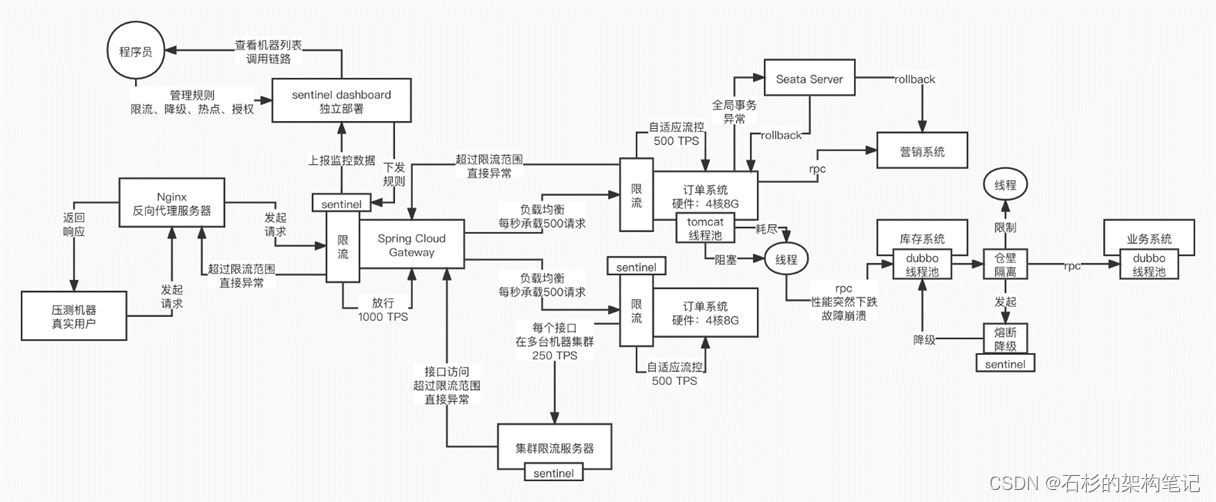 程序员
查看机器列表
调用链路
管理规则
限流、降级、热点、授权
sentinel dashboard
独立部署
上报监控数据
下发
规则
Nginx
反向代理服务器
返回
响应
发起
请求
压测机器
真实用户
发起
请求
超过限流范围
直接异常
sentinel
限
流
Spring Cloud
Gateway
放行
1000 TPS
超过限流范围
直接异常
负载均衡
每秒承载500请求
负载均衡
每秒承载500请求
接口访问
超过限流范围
直接异常
每个接口
在多台机器集群
250 TPS
集群限流服务器
sentinel
自适应流控
500 TPS
限
流
订单系统
硬件：4核8G
tomcat
线程池
耗尽
阻塞
线程
sentinel
限
流
订单系统
硬件：4核8G
自适应流控
500 TPS
全局事务
异常
Seata Server
rollback
rollback
营销系统
rpc
rpc
性能突然下跌
故障崩溃
库存系统
dubbo
线程池
线程
限制
仓壁
隔离
发起
熔断
降级
sentinel
降级
rpc
业务系统
dubbo
线程池
CSDN @石杉的架构笔记